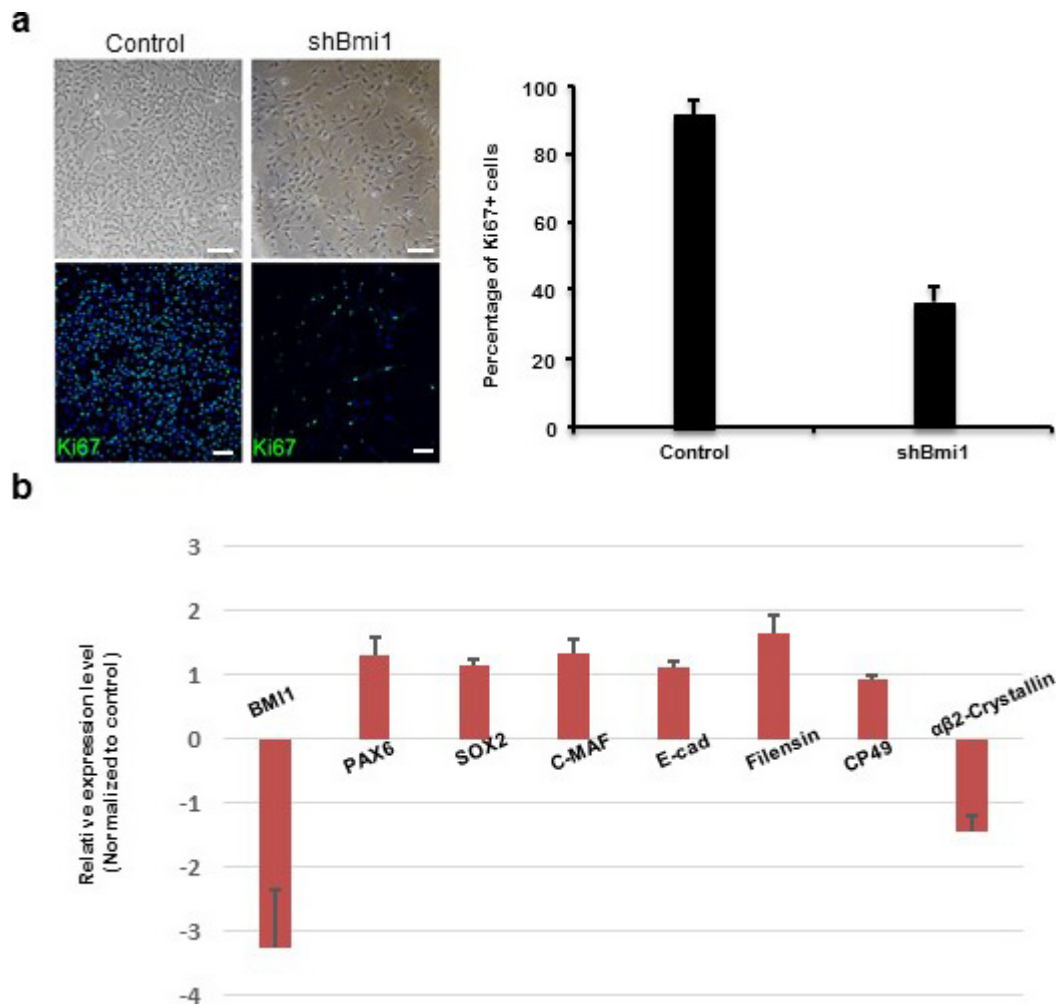 a
Control
shBmi1
Ki67
Ki67
Percentage of Ki67+ cells
100
80
60
40
20
0
Control
shBmi1
b
Relative expression level
(Normalized to control)
3
2
1
0
-1
-2
-3
-4
BMI1
PAX6
SOX2
C-MAF
E-cad
Filensin
CP49
αβ2-Crystallin